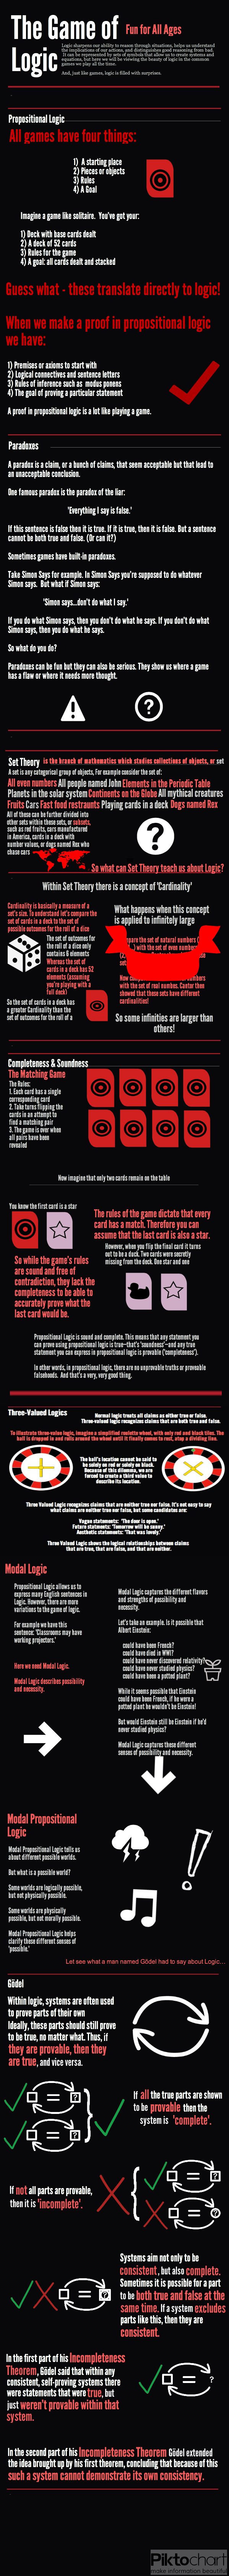 The Game of
Logic
Fun for All Ages
Logic sharpens our ability to reason through situations, helps us understand
the implications of our actions, and distinguishes good reasoning from bad.
It can be represented by sets of symbols that allow us to create systems and
equations, but here we will be viewing the beauty of logic in the common
games we play all the time.
And, just like games, logic is filled with surprises.
Propositional Logic
All games have four things:
1) A starting place
2) Pieces or objects
3) Rules
4) A Goal
Imagine a game like solitaire. You've got your:
1) Deck with base cards dealt
2) A deck of 52 cards
3) Rules for the game
4) A goal: all cards dealt and stacked
Guess what - these translate directly to logic!
When we make a proof in propositional logic
we have:
1) Premises or axioms to start with
2) Logical connectives and sentence letters
3) Rules of inference such as modus ponens
4) The goal of proving a particular statement
A proof in propositional logic is a lot like playing a game.
Paradoxes
A paradox is a claim, or a bunch of claims, that seem acceptable but that lead to
an unacceptable conclusion.
One famous paradox is the paradox of the liar:
'Everything I say is false.'
If this sentence is false then it is true. If it is true, then it is false. But a sentence
cannot be both true and false. (Or can it?)
Sometimes games have built-in paradoxes.
Take Simon Says for example. In Simon Says you're supposed to do whatever
Simon says. But what if Simon says:
'Simon says...don't do what I say.'
If you do what Simon says, then you don't do what he says. If you don't do what
Simon says, then you do what he says.
So what do you do?
Paradoxes can be fun but they can also be serious. They show us where a game
has a flaw or where it needs more thought.
Set Theory is the branch of mathematics which studies collections of objects, or set
A set is any categorical group of objects, For example consider the set of:
All even numbers All people named John Elements in the Periodic Table
Planets in the solar system Continents on the Globe All mythical creatures
Fruits Cars Fast food restraunts Playing cards in a deck Dogs named Rex
All of these can be further divided into
other sets within these sets, or subsets,
such as red fruits, cars manufactured
in America, cards in a deck with
number values, or dogs named Rex who
chase cars
So what can Set Theory teach us about Logic?
Within Set Theory there is a concept of 'Cardinality'
Cardinality is basically a measure of a
set's size. To understand let's compare the
set of cards in a deck to the set of
possible outcomes for the roll of a dice
The set of outcomes for
the roll of a dice only
contains 6 elements
Whereas the set of
cards in a deck has 52
elements (assuming
you're playing with a
full deck)
So the set of cards in a deck has
a greater Cardinality than the
set of outcomes for the roll of a
What happens when this concept
is applied to infinitely large
with the set of real numbes. Cantor then
showed that these sets have different
cardinalities!
So some infinities are larger than
others!
Completeness & Soundness
The Matching Game
The Rules:
1. Each card has a single
corresponding card
2. Take turns flipping the
cards in an attempt to
find a matching pair
3. The game is over when
all pairs have been
revealed
Now imagine that only two cards remain on the table
You know the first card is a star
The rules of the game dictate that every
card has a match. Therefore you can
assume that the last card is also a star.
However, when you flip the final card it turns
out to be a duck. Two cards were secretly
missing from the deck. One star and one
So while the game's rules
are sound and free of
contradiction, they lack the
completeness to be able to
accurately prove what the
last card would be.
Propositional Logic is sound and complete. This means that any statement you
can prove using propositional logic is true--that's 'soundness'--and any true
statement you can express in propositional logic is provable ('completeness').
In other words, in propositional logic, there are no unprovable truths or proveable
falsehoods. And that's a very, very good thing.
Three-Valued Logics
Normal logic treats all claims as either true or false.
Three-valued logic recognizes claims that are both true and false.
To illustrate three-value logic, imagine a simplified roulette wheel, with only red and black tiles. The
ball is dropped in and rolls around the wheel until it finally comes to rest, atop a dividing line.
The ball's location cannot be said to
be solely on red or solely on black.
Because of this dilemma, we are
forced to create a third value to
describe its location.
Three Valued Logic recognizes claims that are neither true nor false. It's not easy to say
what claims are neither true nor false, but some candidates are:
Vague statements: "The door is open."
Future statements: "Tomorrow will be sunny."
Aesthetic statements: "That was lovely."
Three Valued Logic shows the logical relationships between claims
that are true, that are false, and that are neither.
Modal Logic
Propositional Logic allows us to
express many English sentences in
Logic. However, there are more
variations to the game of logic.
For example we have this
sentence: "Classrooms may have
working projectors."
Here we need Modal Logic.
Modal Logic describes possibility
and necessity.
Modal Logic captures the different flavors
and strengths of possibility and
necessity.
Let's take an example. Is it possible that
Albert Einstein:
could have been French?
could have died in WWI?
could have never discovered relativity?
could have never studied physics?
could have been a potted plant?
While it seems possible that Einstein
could have been French, if he were a
potted plant he wouldn't be Einstein!
But would Einstein still be Einstein if he'd
never studied physics?
Modal Logic captures these different
senses of possibility and necessity.
Modal Propositional
Logic
Modal Propositional Logic tells us
about different possible worlds.
But what is a possible world?
Some worlds are logically possible,
but not physically possible.
Some worlds are physically
possible, but not morally possible.
Modal Propositional Logic helps
clarify these different senses of
"possible."
Let see what a man named Gödel had to say about Logic...
Gödel
Within logic, systems are often used
to prove parts of their own
Ideally, these parts should still prove
to be true, no matter what. Thus, if
they are provable, then they
are true, and vice versa.
If all the true parts are shown
to be provable then the
system is 'complete'.
If not all parts are provable,
then it is 'incomplete'.
Systems aim not only to be
consistent, but also complete.
Sometimes it is possible for a part
to be both true and false at the
same time. If a system excludes
parts like this, then they are
consistent.
In the first part of his Incompleteness
Theorem, Gödel said that within any
consistent, self-proving systems there
were statements that were true, but
just weren't provable within that
system.
In the second part of his Incompleteness Theorem Gödel extended
the idea brought up by his first theorem, concluding that because of this
such a system cannot demonstrate its own consistency.
Piktochart
make information beautiful